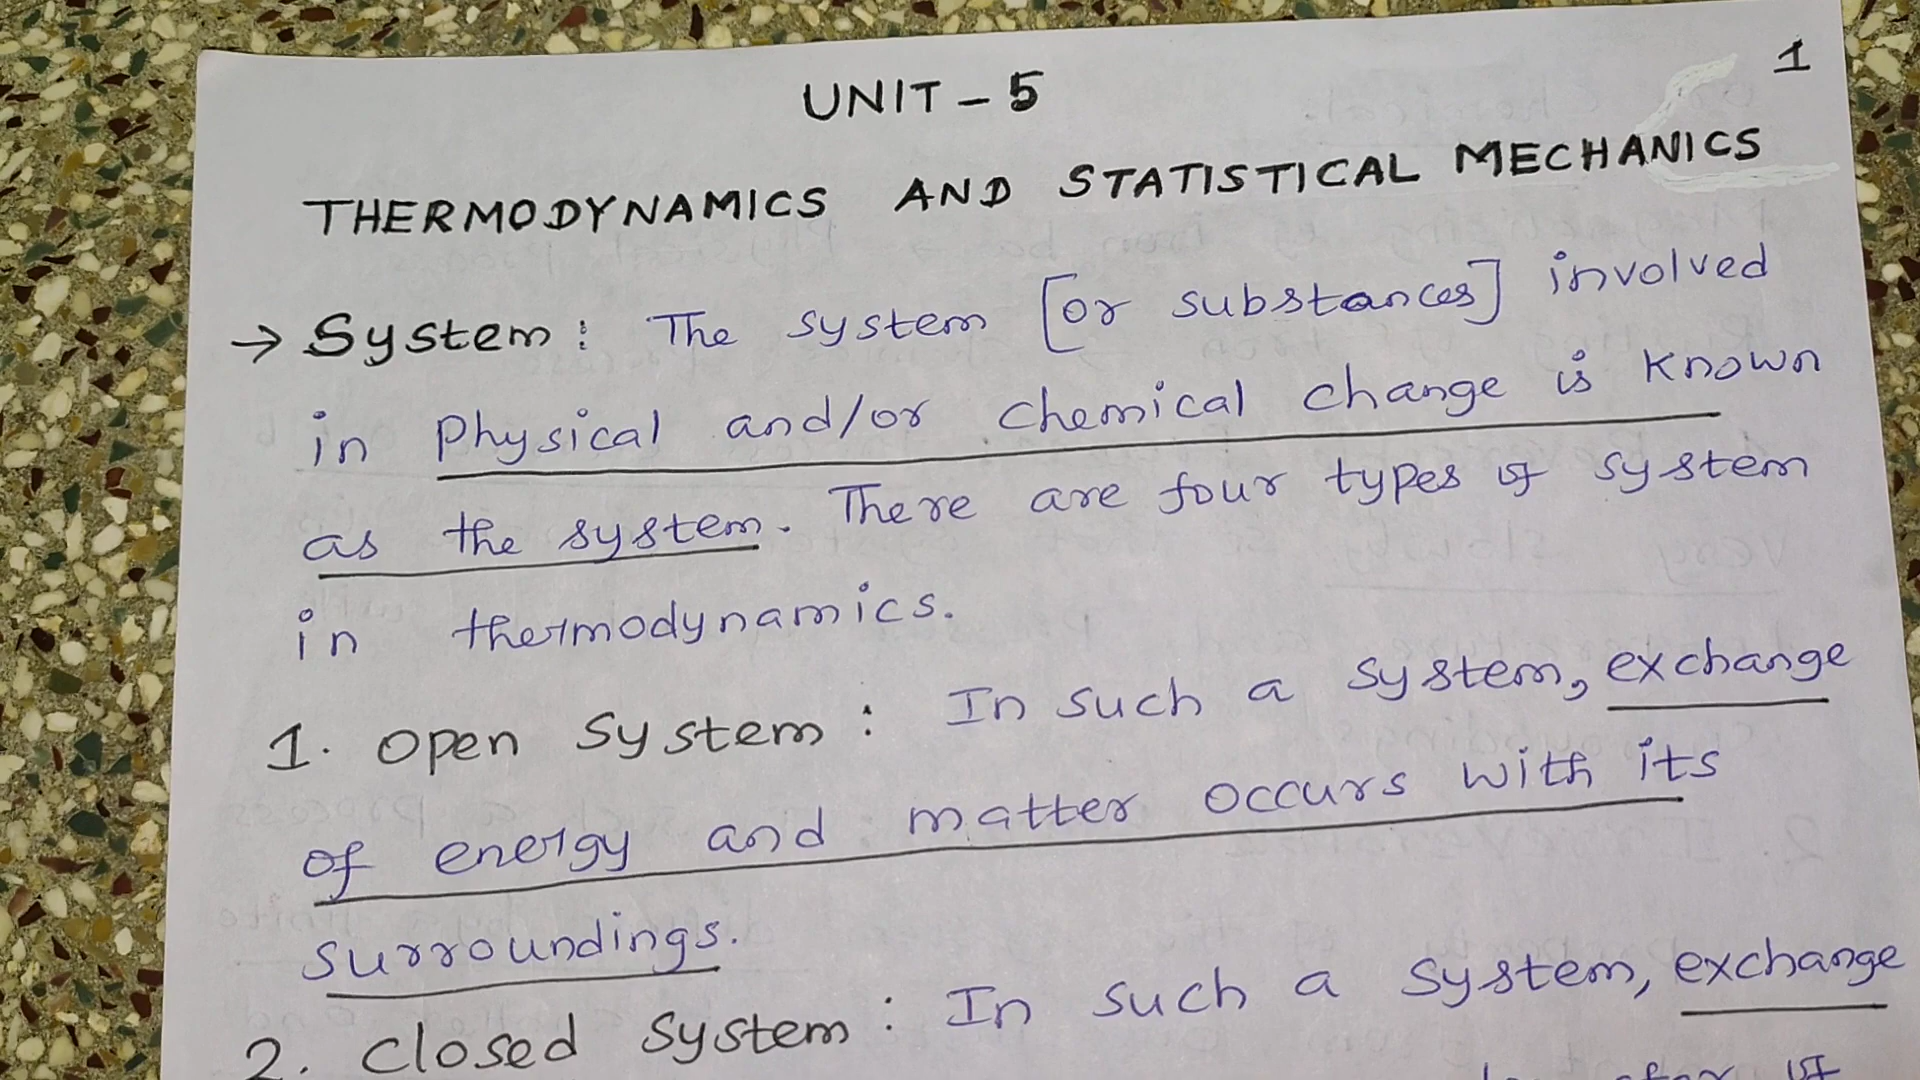 1
UNIT - 5
THERMODYNAMICS AND STATISTICAL MECHANICS
→ System : The system [or substances] involved
in Physical and/or chemical change is known
as the system. There are four types of system
in thermodynamics.
1. Open System : In such a system, exchange
of energy and matter occurs with its
surroundings.
2. Closed System : In such a system, exchange
of